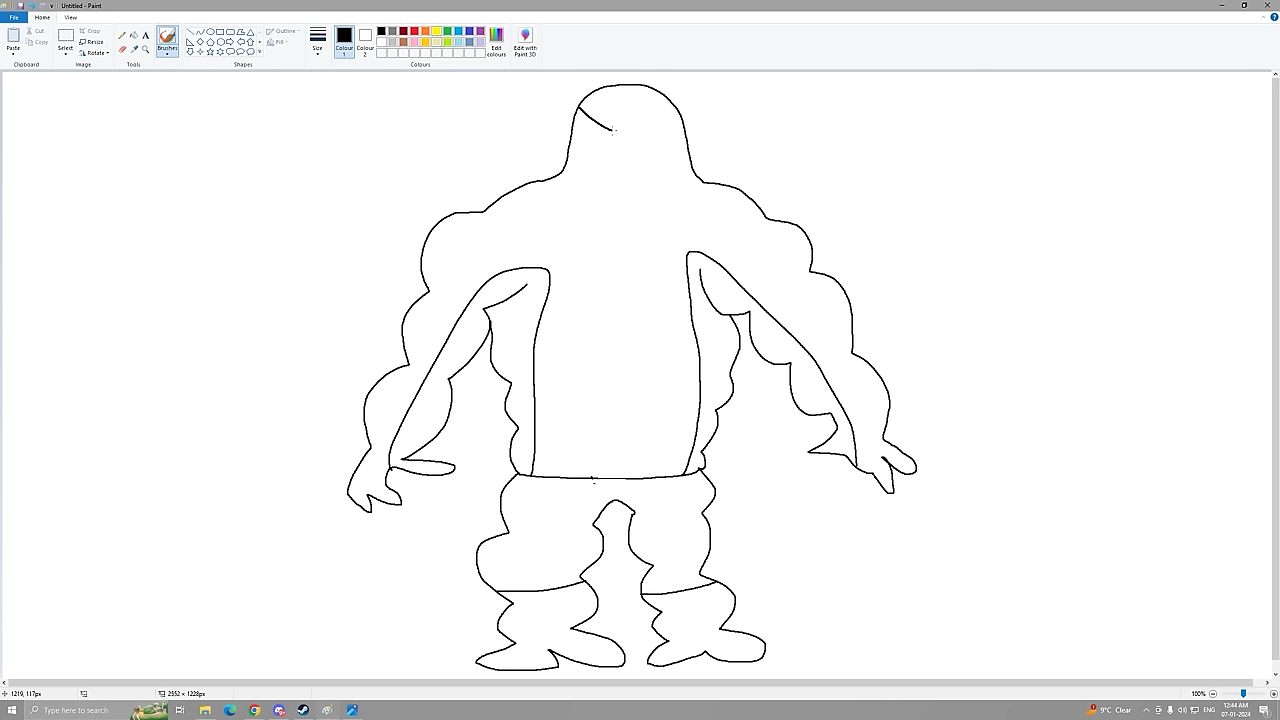 Untitled - Paint
File Home View
Paste Cut Copy Clipboard
Select Crop Resize Rotate Image
Tools
Brushes
Outline Fill Shapes
Size
Colour 1 Colour 2 Edit colours Colours
Edit with Paint 3D
1219, 117px 2552 × 1228px 100%
Type here to search 9°C Clear ENG 12:44 AM 07-01-2024